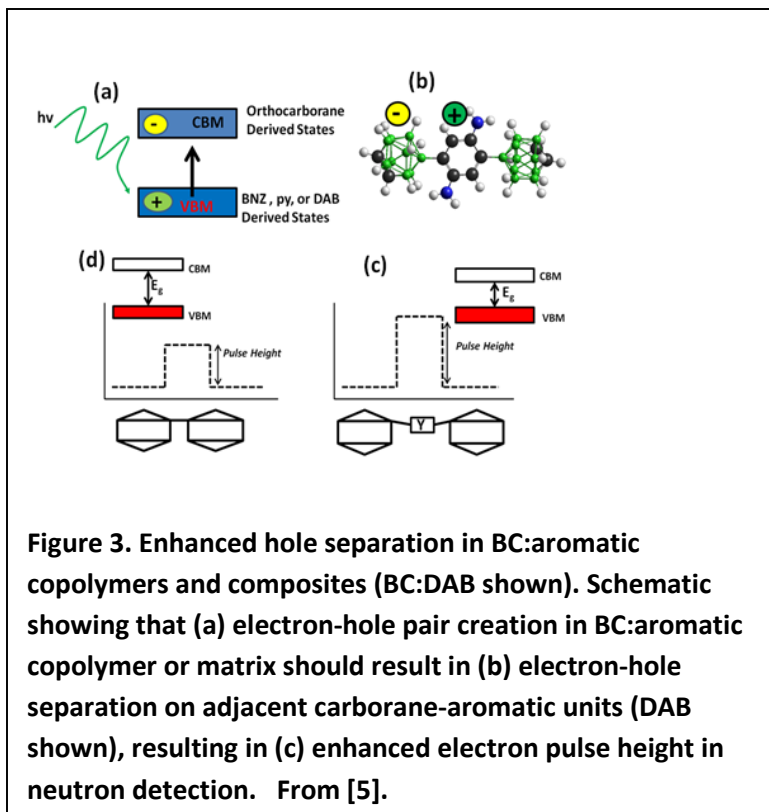 (a)
(b)
hv
- CBM
Orthocarborane
Derived States
- +
+ VBM
BNZ , py, or DAB
Derived States
(d)
(c)
CBM
Eg
VBM
Pulse Height
CBM
Eg
VBM
Pulse Height
Y
Figure 3. Enhanced hole separation in BC:aromatic
copolymers and composites (BC:DAB shown). Schematic
showing that (a) electron-hole pair creation in BC:aromatic
copolymer or matrix should result in (b) electron-hole
separation on adjacent carborane-aromatic units (DAB
shown), resulting in (c) enhanced electron pulse height in
neutron detection. From [5].